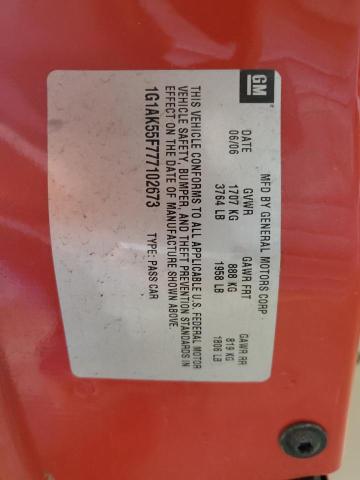 GM
MFD BY GENERAL MOTORS CORP
DATE GVWR GAWR FRT GAWR RR
06/06 1707 KG 888 KG 819 KG
3764 LB 1958 LB 1806 LB
THIS VEHICLE CONFORMS TO ALL APPLICABLE U.S. FEDERAL MOTOR
VEHICLE SAFETY, BUMPER, AND THEFT PREVENTION STANDARDS IN
EFFECT ON THE DATE OF MANUFACTURE SHOWN ABOVE.
1G1AK55F777102673 TYPE: PASS CAR